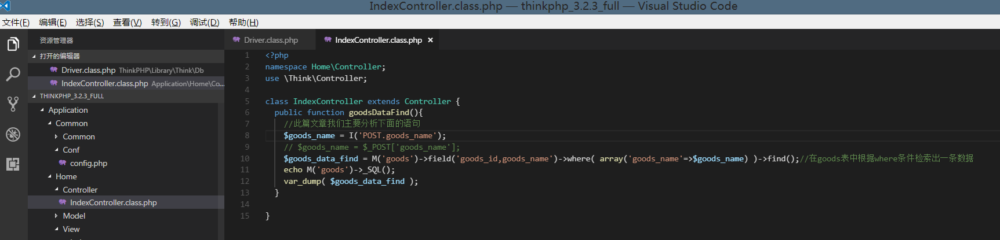 IndexController.class.php — thinkphp_3.2.3_full — Visual Studio Code
文件(F) 编辑(E) 选择(S) 查看(V) 转到(G) 调试(D) 帮助(H)
资源管理器
打开的编辑器
Driver.class.php ThinkPHP\Library\Think\Db
IndexController.class.php Application\Home\Co...
THINKPHP_3.2.3_FULL
Application
Common
Common
Conf
config.php
Home
Controller
IndexController.class.php
Model
View
Driver.class.php IndexController.class.php ×
1 <?php
2 namespace Home\Controller;
3 use \Think\Controller;
4
5 class IndexController extends Controller {
6 public function goodsDataFind(){
7 //此篇文章我们主要分析下面的语句
8 $goods_name = I('POST.goods_name');
9 // $goods_name = $_POST['goods_name'];
10 $goods_data_find = M('goods')->field('goods_id,goods_name')->where( array('goods_name'=>$goods_name) )->find();//在goods表中根据where条件检索出一条数据
11 echo M('goods')->_SQL();
12 var_dump( $goods_data_find );
13 }
14
15 }